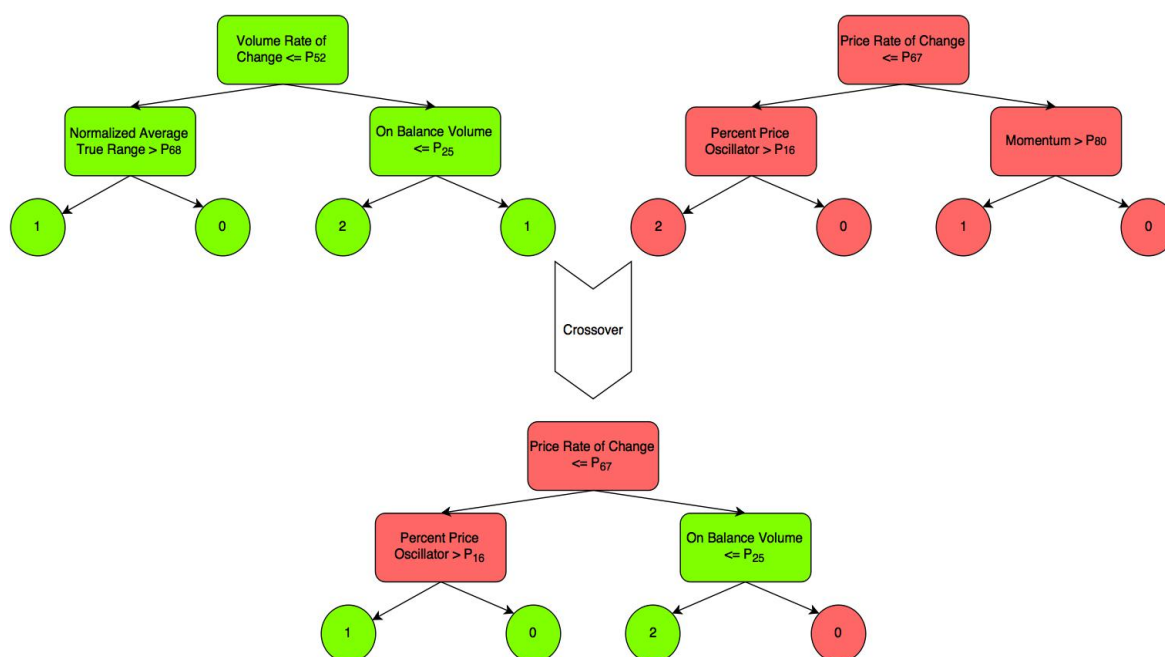 Volume Rate of
Change <= P52
Price Rate of Change
<= P67
Normalized Average
True Range > P68
On Balance Volume
<= P25
Percent Price
Oscillator > P16
Momentum > P80
1
0
2
1
2
0
1
0
Crossover
Price Rate of Change
<= P67
Percent Price
Oscillator > P16
On Balance Volume
<= P25
1
0
2
0